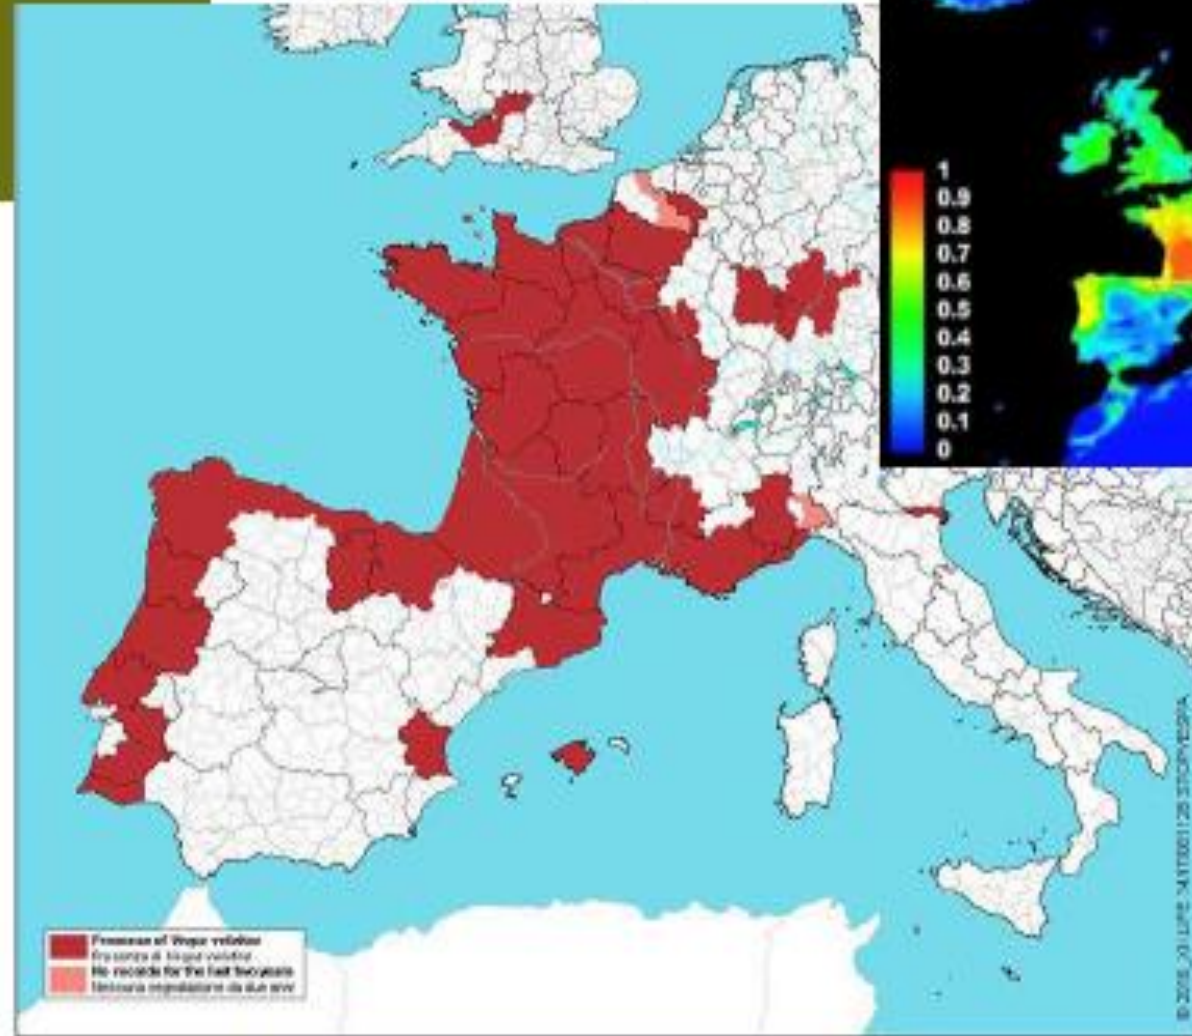 1
0.9
0.8
0.7
0.6
0.5
0.4
0.3
0.2
0.1
0
Presence of Vespa velutina
Presenza di Vespa velutina
No records for the last two years
Nessuna segnalazione da due anni
STOPVESPA